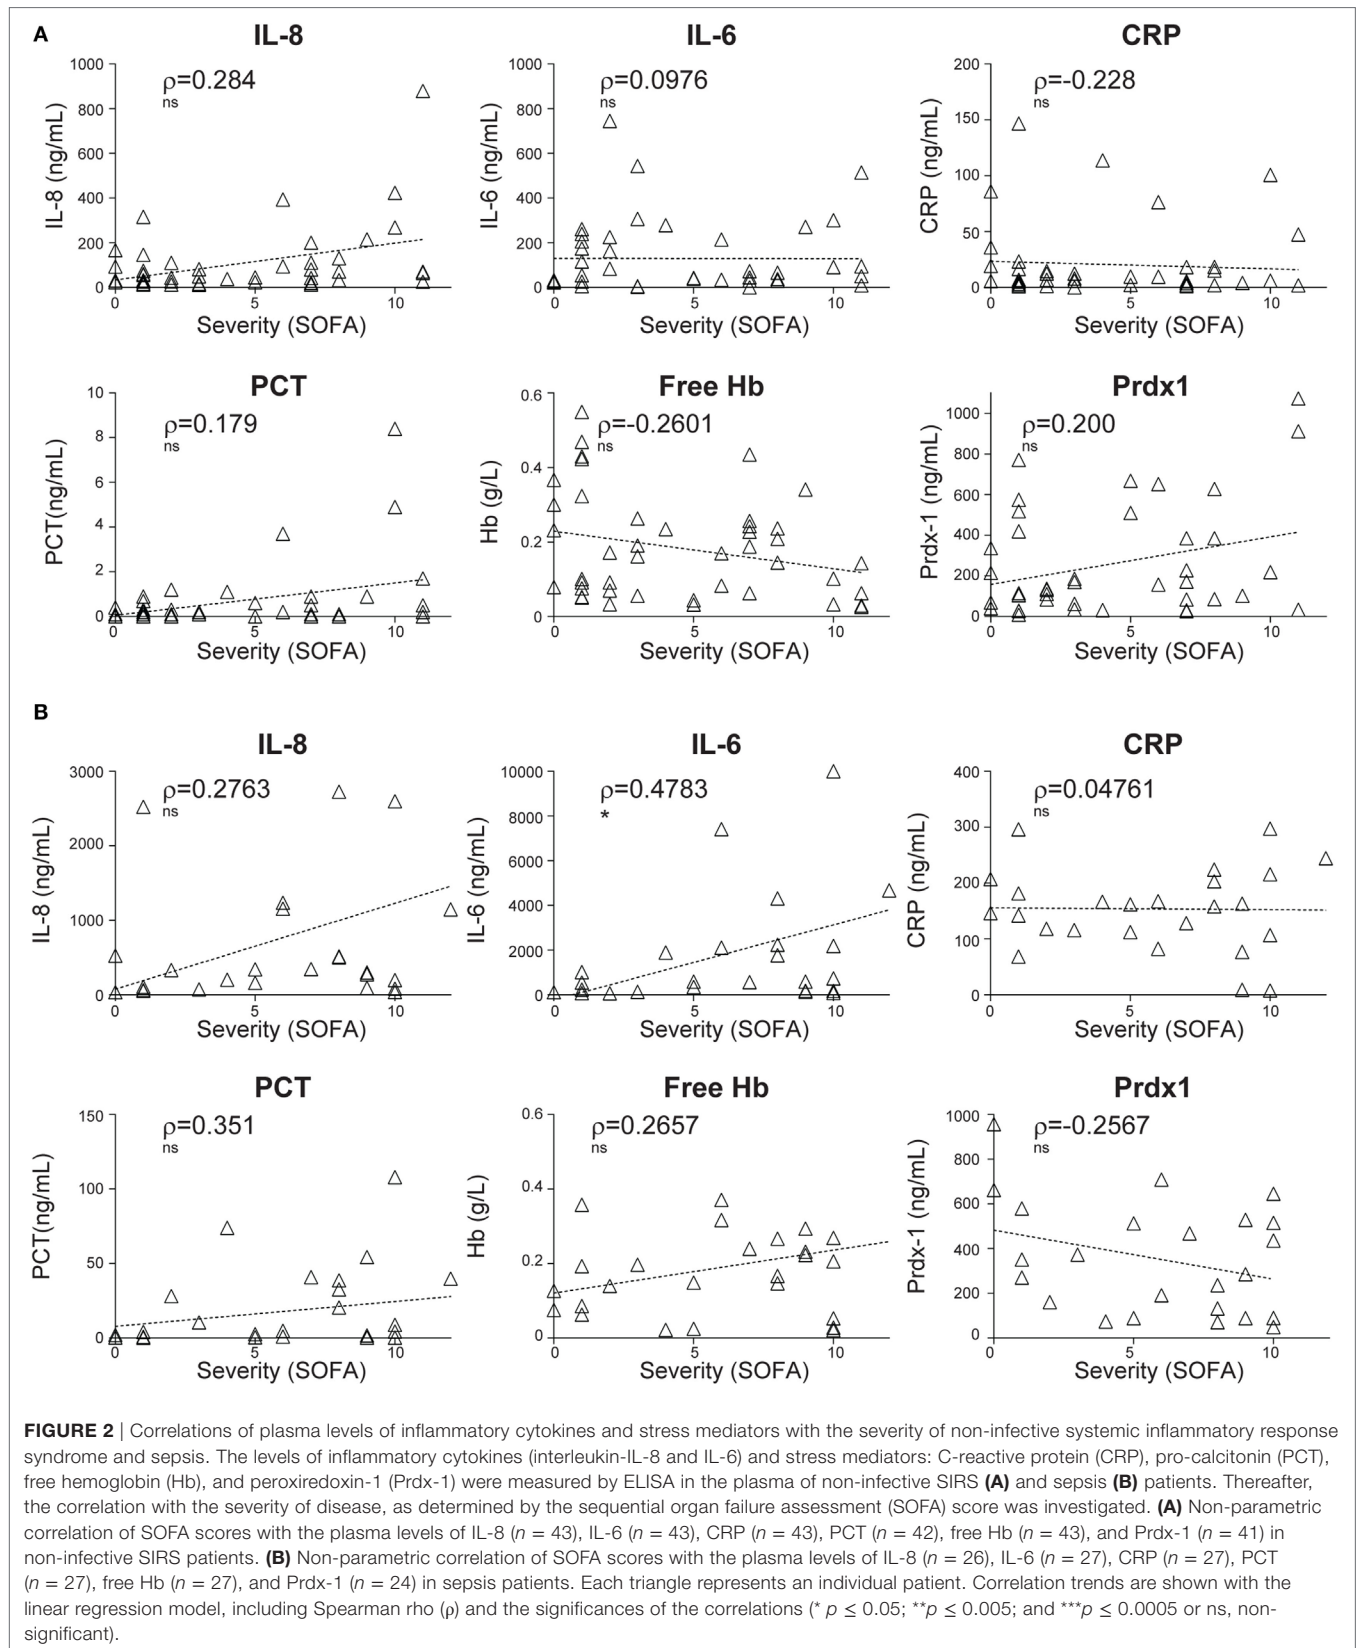 A
IL-8
ρ=0.284
ns
1000
800
600
400
200
0
IL-8 (ng/mL)
0 5 10
Severity (SOFA)
IL-6
ρ=0.0976
ns
1000
800
600
400
200
0
IL-6 (ng/mL)
0 5 10
Severity (SOFA)
CRP
ρ=-0.228
ns
200
150
100
50
0
CRP (ng/mL)
0 5 10
Severity (SOFA)
PCT
ρ=0.179
ns
10
8
6
4
2
0
PCT(ng/mL)
0 5 10
Severity (SOFA)
Free Hb
ρ=-0.2601
ns
0.6
0.4
0.2
0
Hb (g/L)
0 5 10
Severity (SOFA)
Prdx1
ρ=0.200
ns
1000
800
600
400
200
0
Prdx-1 (ng/mL)
0 5 10
Severity (SOFA)
B
IL-8
ρ=0.2763
ns
3000
2000
1000
0
IL-8 (ng/mL)
0 5 10
Severity (SOFA)
IL-6
ρ=0.4783
*
10000
8000
6000
4000
2000
0
IL-6 (ng/mL)
0 5 10
Severity (SOFA)
CRP
ρ=0.04761
ns
400
300
200
100
0
CRP (ng/mL)
0 5 10
Severity (SOFA)
PCT
ρ=0.351
ns
150
100
50
0
PCT(ng/mL)
0 5 10
Severity (SOFA)
Free Hb
ρ=0.2657
ns
0.6
0.4
0.2
0
Hb (g/L)
0 5 10
Severity (SOFA)
Prdx1
ρ=-0.2567
ns
1000
800
600
400
200
0
Prdx-1 (ng/mL)
0 5 10
Severity (SOFA)
FIGURE 2 | Correlations of plasma levels of inflammatory cytokines and stress mediators with the severity of non-infective systemic inflammatory response
syndrome and sepsis. The levels of inflammatory cytokines (interleukin-IL-8 and IL-6) and stress mediators: C-reactive protein (CRP), pro-calcitonin (PCT),
free hemoglobin (Hb), and peroxiredoxin-1 (Prdx-1) were measured by ELISA in the plasma of non-infective SIRS (A) and sepsis (B) patients. Thereafter,
the correlation with the severity of disease, as determined by the sequential organ failure assessment (SOFA) score was investigated. (A) Non-parametric
correlation of SOFA scores with the plasma levels of IL-8 (n = 43), IL-6 (n = 43), CRP (n = 43), PCT (n = 42), free Hb (n = 43), and Prdx-1 (n = 41) in
non-infective SIRS patients. (B) Non-parametric correlation of SOFA scores with the plasma levels of IL-8 (n = 26), IL-6 (n = 27), CRP (n = 27), PCT
(n = 27), free Hb (n = 27), and Prdx-1 (n = 24) in sepsis patients. Each triangle represents an individual patient. Correlation trends are shown with the
linear regression model, including Spearman rho (ρ) and the significances of the correlations (* p ≤ 0.05; **p ≤ 0.005; and ***p ≤ 0.0005 or ns, non-
significant).